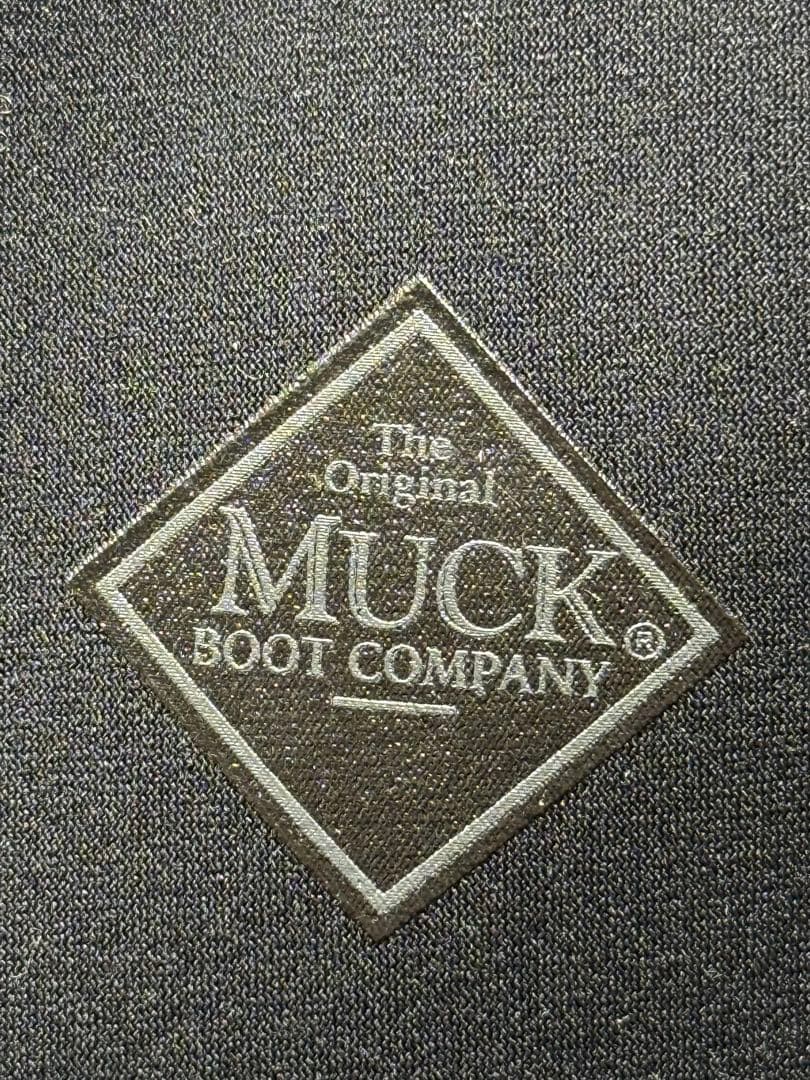 The
Original
MUCK
BOOT COMPANY
®